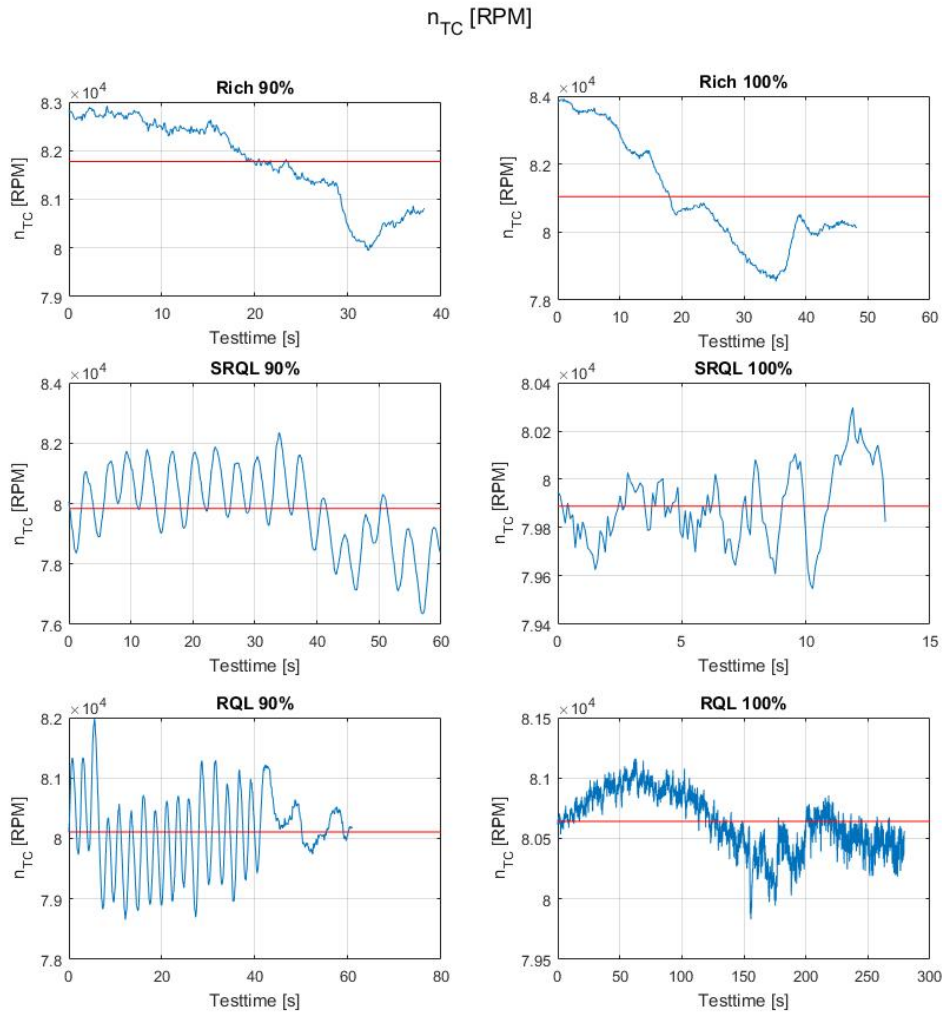 n_TC [RPM]
Rich 90%
×10^4
8.3
8.2
8.1
8
7.9
n_TC [RPM]
0 10 20 30 40
Testtime [s]
Rich 100%
×10^4
8.4
8.2
8
7.8
n_TC [RPM]
0 10 20 30 40 50 60
Testtime [s]
SRQL 90%
×10^4
8.4
8.2
8
7.8
7.6
n_TC [RPM]
0 10 20 30 40 50 60
Testtime [s]
SRQL 100%
×10^4
8.04
8.02
8
7.98
7.96
7.94
n_TC [RPM]
0 5 10 15
Testtime [s]
RQL 90%
×10^4
8.2
8.1
8
7.9
7.8
n_TC [RPM]
0 20 40 60 80
Testtime [s]
RQL 100%
×10^4
8.15
8.1
8.05
8
7.95
n_TC [RPM]
0 50 100 150 200 250 300
Testtime [s]